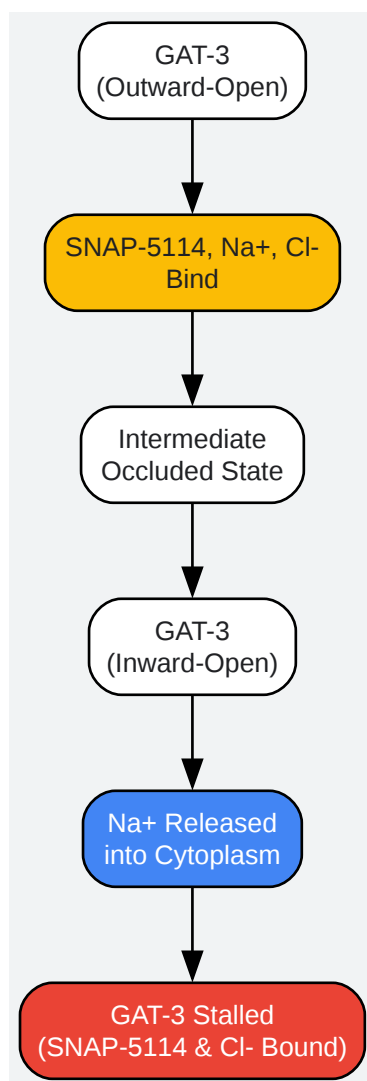 GAT-3
(Outward-Open)
SNAP-5114, Na+, Cl-
Bind
Intermediate
Occluded State
GAT-3
(Inward-Open)
Na+ Released
into Cytoplasm
GAT-3 Stalled
(SNAP-5114 & Cl- Bound)